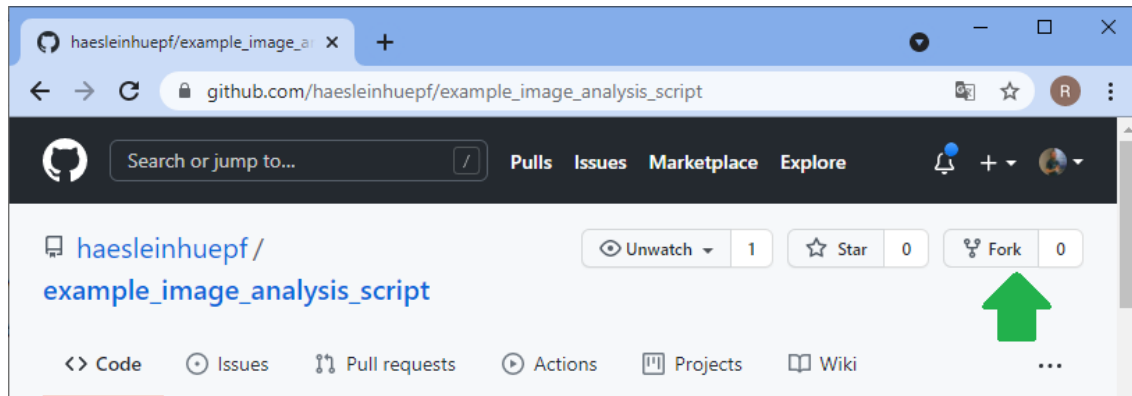 haesleinhuepf/example_image_a
github.com/haesleinhuepf/example_image_analysis_script
R
Search or jump to... /
Pulls Issues Marketplace Explore
haesleinhuepf /
Unwatch 1 Star 0 Fork 0
example_image_analysis_script
<> Code Issues Pull requests Actions Projects Wiki ...